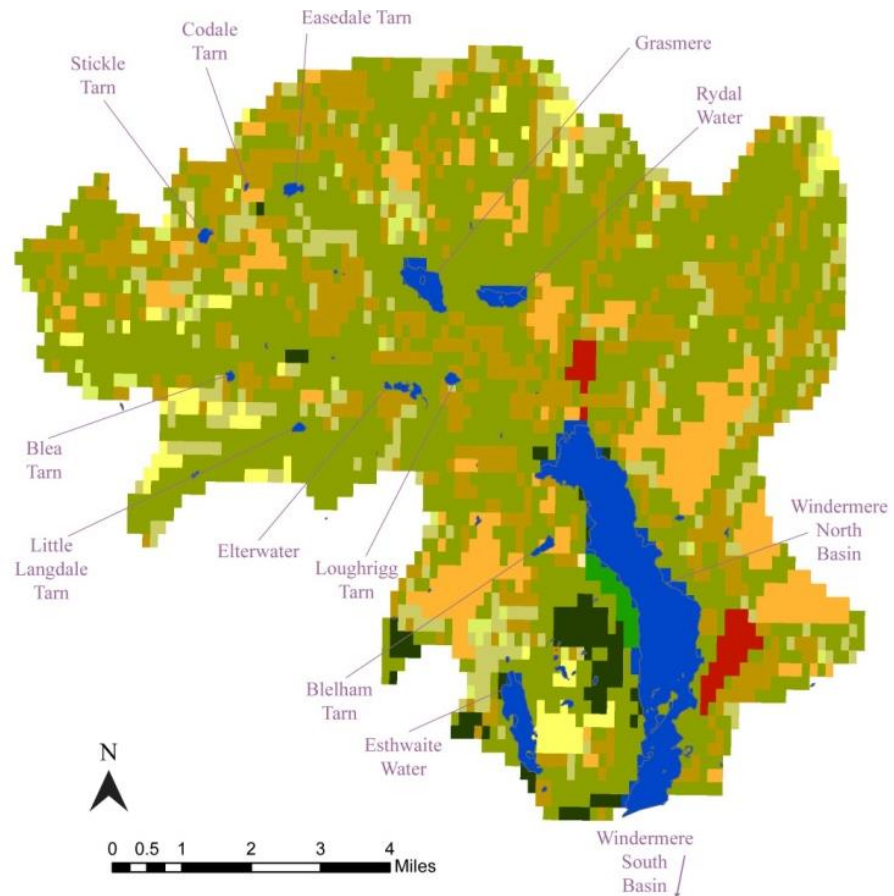 Easedale Tarn
Codale
Tarn
Grasmere
Stickle
Tarn
Rydal
Water
Blea
Tarn
Windermere
North
Basin
Little
Langdale
Tarn
Elterwater
Loughrigg
Tarn
Blelham
Tarn
Esthwaite
Water
N
0 0.5 1 2 3 4
Miles
Windermere
South
Basin